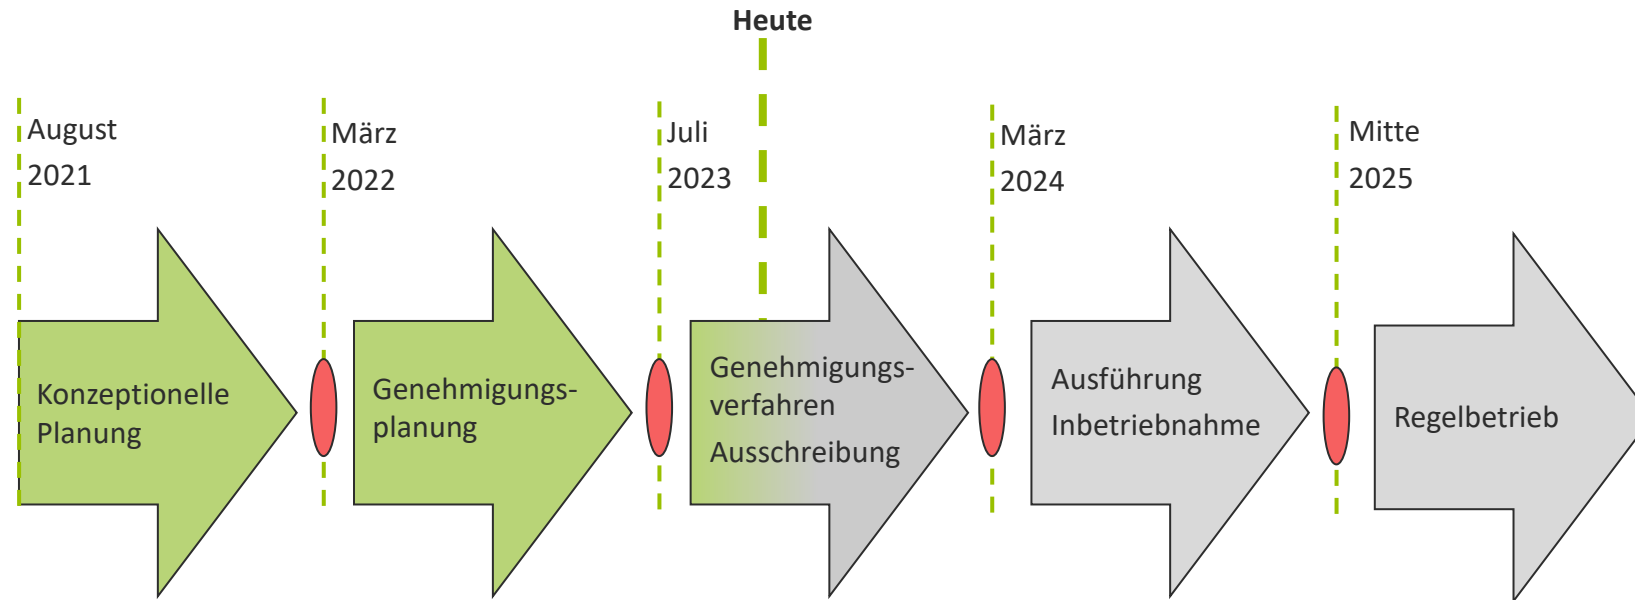 Heute
August
2021
März
2022
Juli
2023
März
2024
Mitte
2025
Konzeptionelle
Planung
Genehmigungs-
planung
Genehmigungs-
verfahren
Ausschreibung
Ausführung
Inbetriebnahme
Regelbetrieb